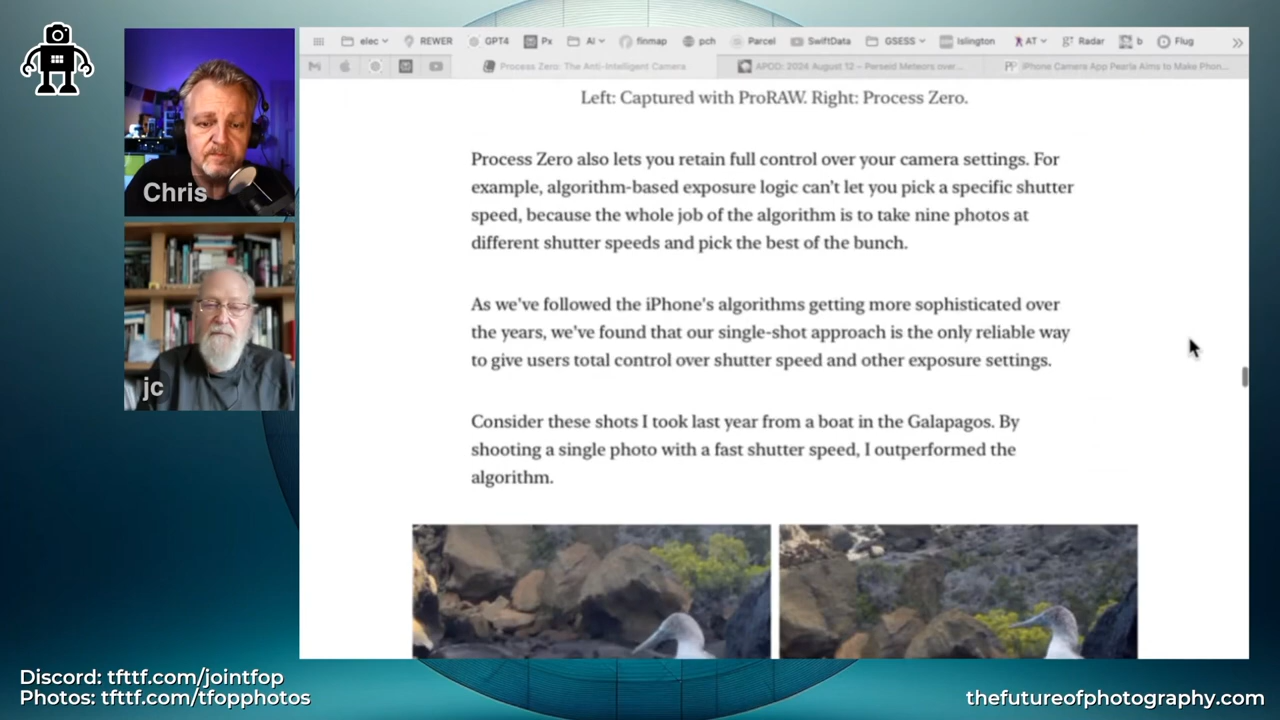 elec
REWER
GPT4
Px
AI
finmap
pch
Parcel
SwiftData
GSESS
Islington
AT
Radar
b
Flug
Process Zero: The Anti-Intelligent Camera
APOD: 2024 August 12 – Perseid Meteors over...
iPhone Camera App Pearla Aims to Make Phon...
Left: Captured with ProRAW. Right: Process Zero.
Process Zero also lets you retain full control over your camera settings. For
example, algorithm-based exposure logic can't let you pick a specific shutter
speed, because the whole job of the algorithm is to take nine photos at
different shutter speeds and pick the best of the bunch.
As we've followed the iPhone's algorithms getting more sophisticated over
the years, we've found that our single-shot approach is the only reliable way
to give users total control over shutter speed and other exposure settings.
Consider these shots I took last year from a boat in the Galapagos. By
shooting a single photo with a fast shutter speed, I outperformed the
algorithm.
Chris
jc
Discord: tfttf.com/jointfop
Photos: tfttf.com/tfopphotos
thefutureofphotography.com